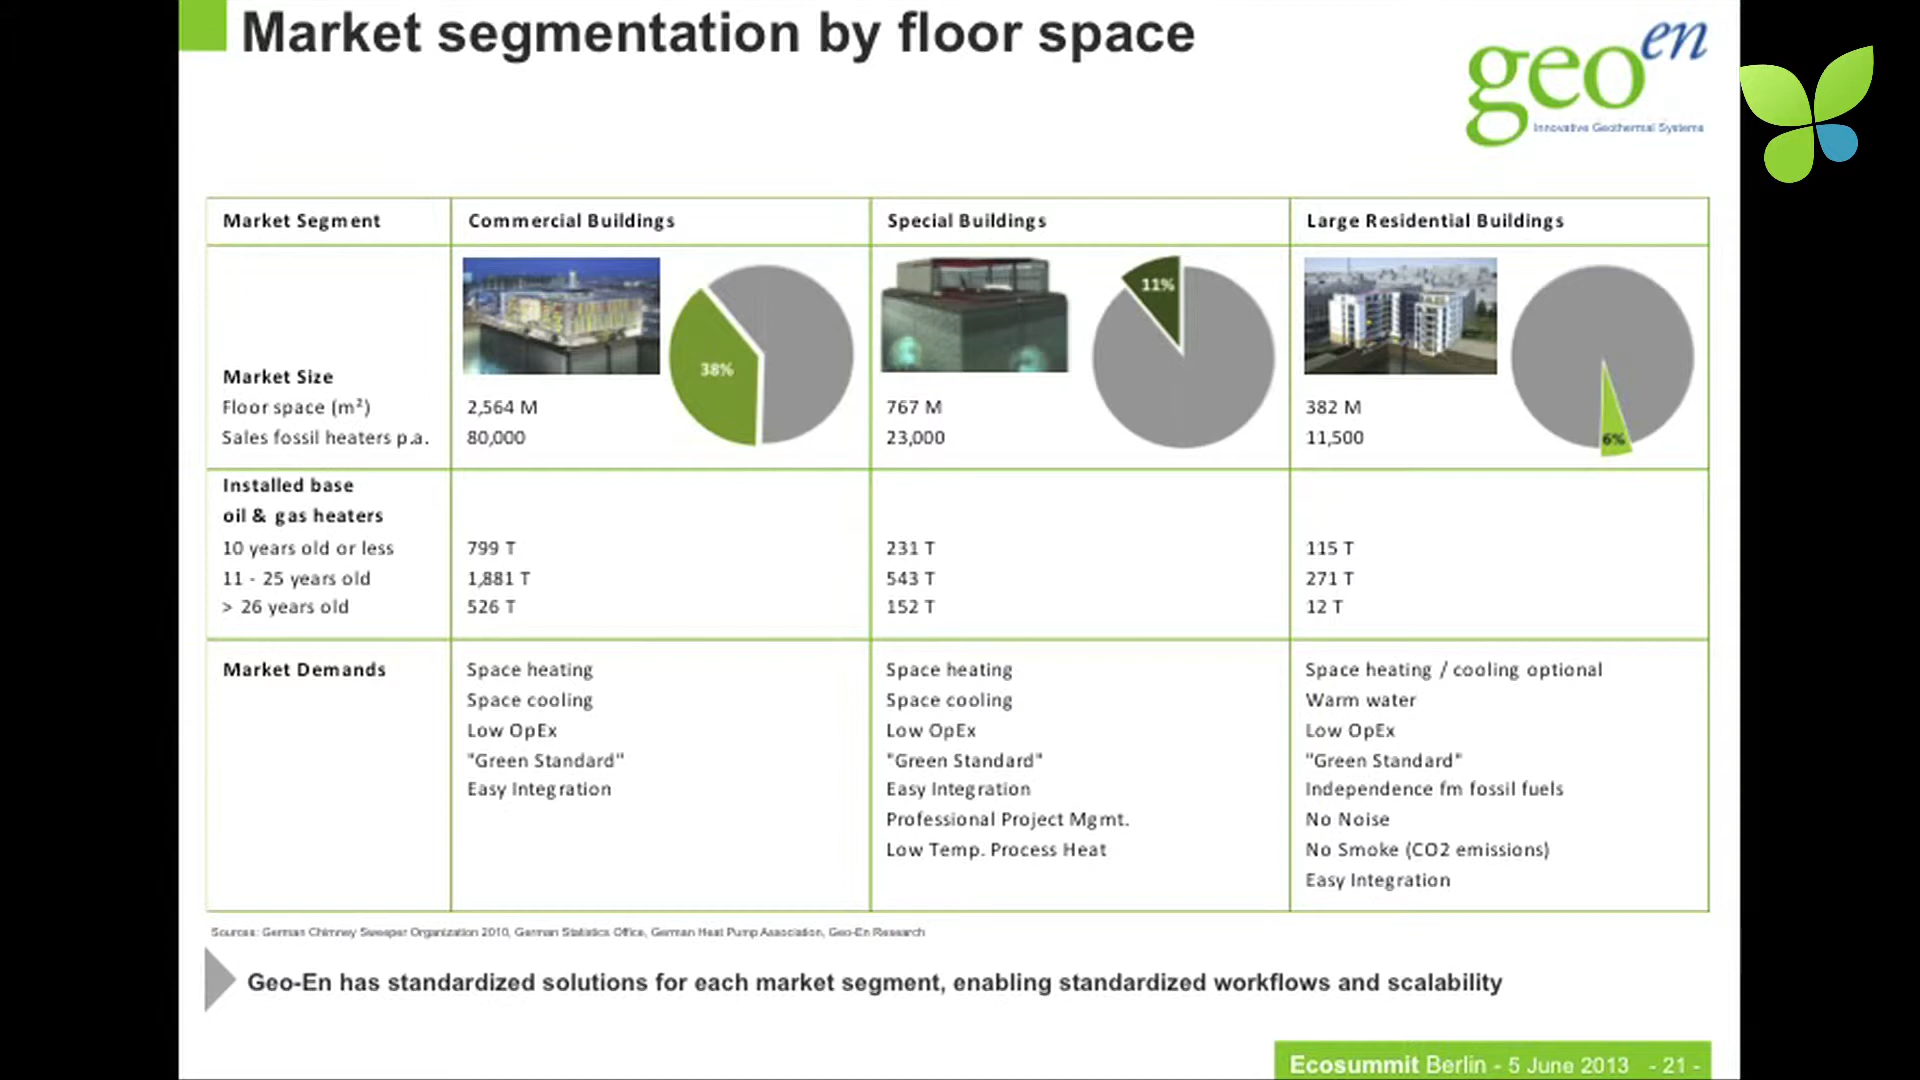 Market segmentation by floor space
geo en
Innovative Geothermal Systems
Market Segment
Commercial Buildings
Special Buildings
Large Residential Buildings
38%
11%
6%
Market Size
Floor space (m²)
2,564 M
767 M
382 M
Sales fossil heaters p.a.
80,000
23,000
11,500
Installed base
oil & gas heaters
10 years old or less
799 T
231 T
115 T
11 - 25 years old
1,881 T
543 T
271 T
> 26 years old
526 T
152 T
12 T
Market Demands
Space heating
Space cooling
Low OpEx
"Green Standard"
Easy Integration
Space heating
Space cooling
Low OpEx
"Green Standard"
Easy Integration
Professional Project Mgmt.
Low Temp. Process Heat
Space heating / cooling optional
Warm water
Low OpEx
"Green Standard"
Independence fm fossil fuels
No Noise
No Smoke (CO2 emissions)
Easy Integration
Sources: German Chimney Sweeper Organization 2010, German Statistics Office, German Heat Pump Association, Geo-En Research
Geo-En has standardized solutions for each market segment, enabling standardized workflows and scalability
Ecosummit Berlin - 5 June 2013 - 21 -